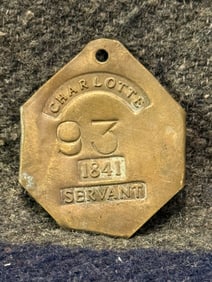 CHARLOTTE
93
1841
SERVANT